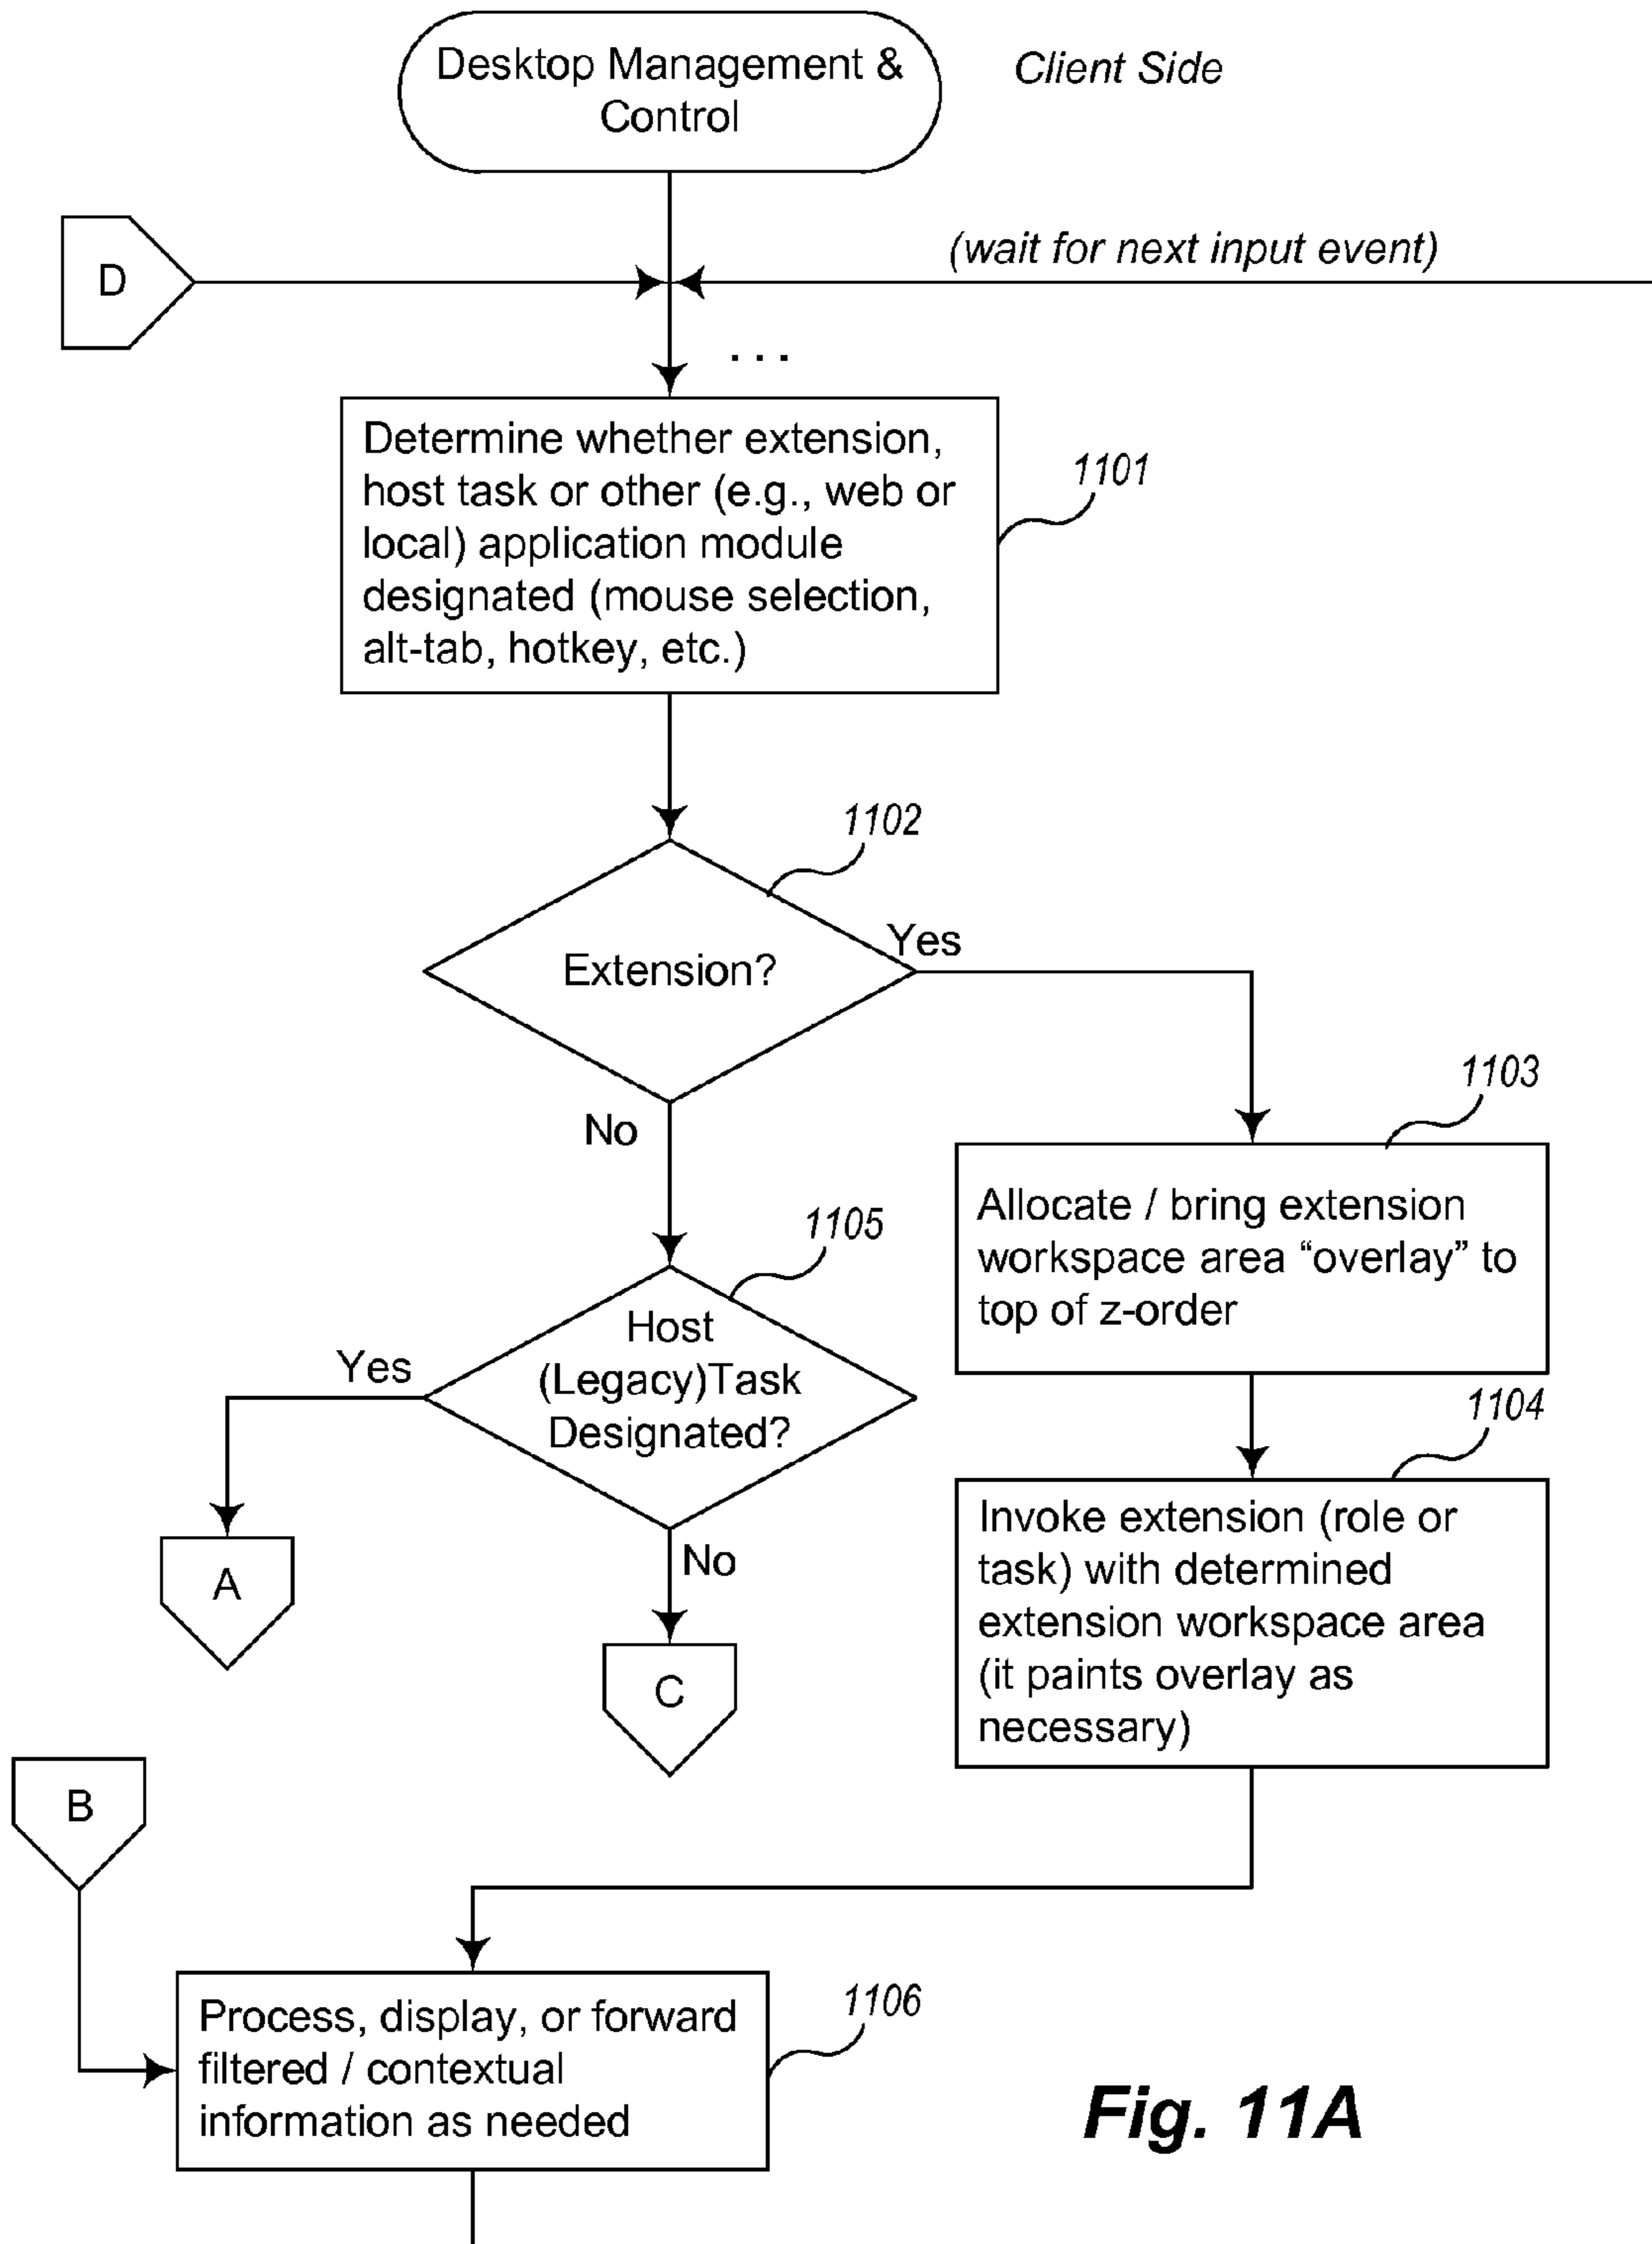 Desktop Management &
Control
Client Side
D
(wait for next input event)
. . .
Determine whether extension,
host task or other (e.g., web or
local) application module
designated (mouse selection,
alt-tab, hotkey, etc.)
1101
1102
Extension?
Yes
No
1103
Allocate / bring extension
workspace area “overlay” to
top of z-order
1105
Host
(Legacy)Task
Designated?
Yes
No
A
C
1104
Invoke extension (role or
task) with determined
extension workspace area
(it paints overlay as
necessary)
B
Process, display, or forward
filtered / contextual
information as needed
1106
Fig. 11A